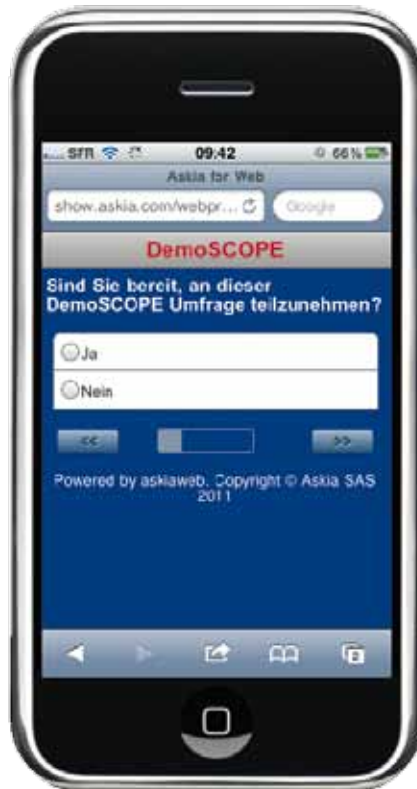 SFR 09:42 66%
Askia for Web
show.askia.com/webpr... Google
DemoSCOPE
Sind Sie bereit, an dieser
DemoSCOPE Umfrage teilzunehmen?
Ja
Nein
<< >>
Powered by askiaweb. Copyright © Askia SAS
2011
2